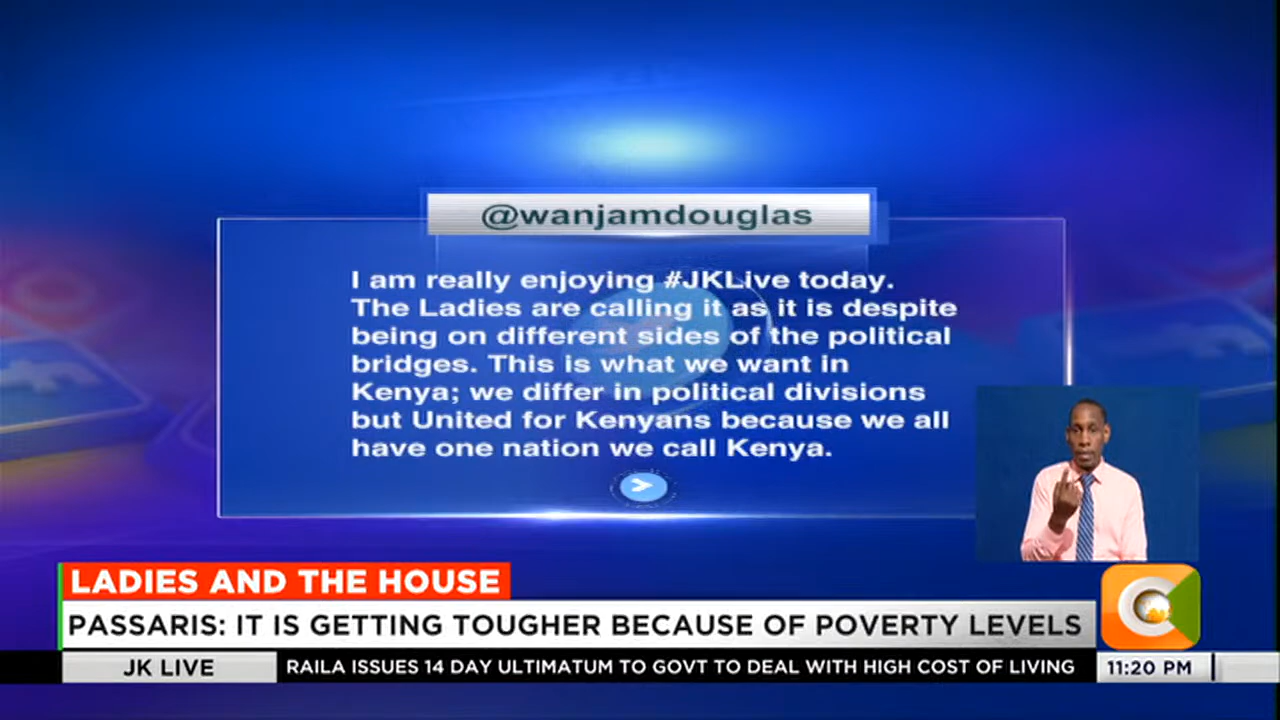 @wanjamdouglas
I am really enjoying #JKLive today.
The Ladies are calling it as it is despite
being on different sides of the political
bridges. This is what we want in
Kenya; we differ in political divisions
but United for Kenyans because we all
have one nation we call Kenya.
LADIES AND THE HOUSE
PASSARIS: IT IS GETTING TOUGHER BECAUSE OF POVERTY LEVELS
JK LIVE
RAILA ISSUES 14 DAY ULTIMATUM TO GOVT TO DEAL WITH HIGH COST OF LIVING
11:20 PM